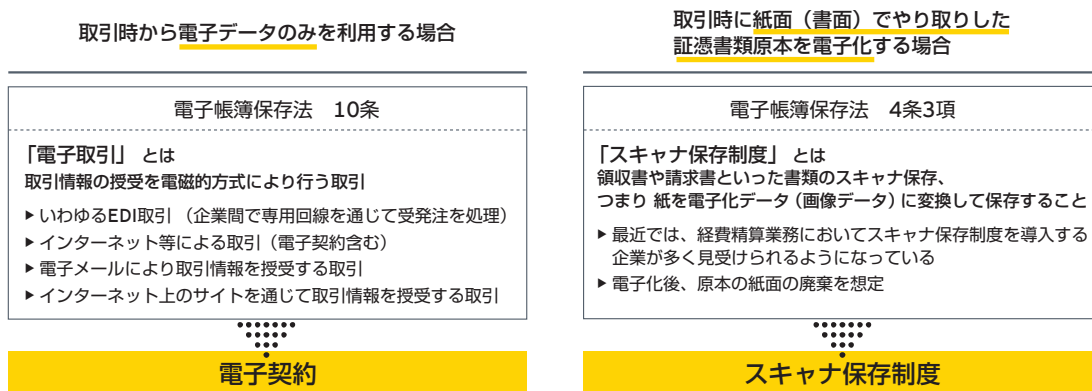 取引時から電子データのみを利用する場合
電子帳簿保存法　10条
「電子取引」 とは
取引情報の授受を電磁的方式により行う取引
▶ いわゆるEDI取引 （企業間で専用回線を通じて受発注を処理）
▶ インターネット等による取引（電子契約含む）
▶ 電子メールにより取引情報を授受する取引
▶ インターネット上のサイトを通じて取引情報を授受する取引
電子契約
取引時に紙面（書面）でやり取りした
証憑書類原本を電子化する場合
電子帳簿保存法　4条3項
「スキャナ保存制度」 とは
領収書や請求書といった書類のスキャナ保存、
つまり 紙を電子化データ（画像データ）に変換して保存すること
▶ 最近では、経費精算業務においてスキャナ保存制度を導入する
企業が多く見受けられるようになっている
▶ 電子化後、原本の紙面の廃棄を想定
スキャナ保存制度